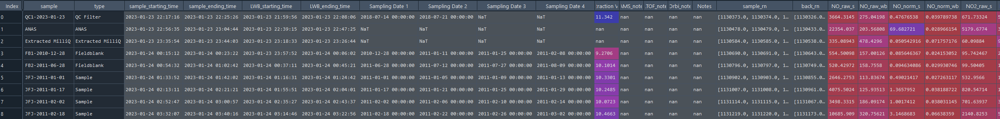 Index sample type sample_starting_time sample_ending_time LWB_starting_time LWB_ending_time Sampling Date 1 Sampling Date 2 Sampling Date 3 Sampling Date 4 traction V AMS_note .TOF_note Orbi_note Notes sample_rn back_rn NO_raw_s NO_raw_wb NO_norm_s NO_norm_wb NO2_raw_s
0 QC1-2023-01-23 QC Filter 2023-01-23 22:17:16 2023-01-23 22:25:26 2023-01-23 21:59:56 2023-01-23 22:08:06 2018-07-14 00:00:00 2018-07-21 00:00:00 NaT NaT 11.342 nan nan nan nan [1130373.0, 1130374.0, 1… [1130326.0… 3664.3145 275.04198 0.47676538 0.039789738 671.73324 5
1 ANAS ANAS 2023-01-23 22:56:35 2023-01-23 23:04:44 2023-01-23 22:39:15 2023-01-23 22:47:25 NaT NaT NaT NaT nan nan nan nan nan [1130478.0, 1130479.0, 1… [1130433.0… 22354.037 203.56808 69.682721 0.028966154 5179.6774 3
2 Extracted MilliQ Extracted MilliQ 2023-01-23 23:35:54 2023-01-23 23:44:03 2023-01-23 23:18:33 2023-01-23 23:26:44 NaT NaT NaT NaT nan nan nan nan nan [1130584.0, 1130585.0, 1… [1130538.0… 335.08943 478.4296 0.050542916 0.071757176 60.09884 9
3 FB1-2010-12-28 Fieldblank 2023-01-24 00:15:12 2023-01-24 00:23:22 2023-01-23 23:57:52 2023-01-24 00:06:02 2010-12-28 00:00:00 2011-01-11 00:00:00 2011-01-25 00:00:00 2011-02-08 00:00:00 9.2706 nan nan nan nan [1130690.0, 1130691.0, 1… [1130643.0… 554.50098 157.00126 0.085646367 0.024153052 95.742467 2
4 FB2-2011-06-28 Fieldblank 2023-01-24 00:54:32 2023-01-24 01:02:42 2023-01-24 00:37:11 2023-01-24 00:45:21 2011-06-28 00:00:00 2011-07-12 00:00:00 2011-07-27 00:00:00 2011-08-09 00:00:00 10.1014 nan nan nan nan [1130796.0, 1130797.0, 1… [1130749.0… 520.42972 158.7558 0.094634086 0.029930746 99.50405 1
5 JFJ-2011-01-01 Sample 2023-01-24 01:33:52 2023-01-24 01:42:02 2023-01-24 01:16:31 2023-01-24 01:24:42 2011-01-01 00:00:00 2011-01-05 00:00:00 2011-01-09 00:00:00 2011-01-13 00:00:00 10.3301 nan nan nan nan [1130902.0, 1130903.0, 1… [1130855.0… 2646.2753 113.83674 0.49021417 0.027263117 532.9566 1
6 JFJ-2011-01-17 Sample 2023-01-24 02:13:11 2023-01-24 02:21:21 2023-01-24 01:55:51 2023-01-24 02:04:01 2011-01-17 00:00:00 2011-01-21 00:00:00 2011-01-25 00:00:00 2011-01-29 00:00:00 10.2485 nan nan nan nan [1131007.0, 1131008.0, 1… [1130961.0… 4075.5024 125.93513 1.3657952 0.038188722 820.54714 1
7 JFJ-2011-02-02 Sample 2023-01-24 02:52:47 2023-01-24 03:00:57 2023-01-24 02:35:27 2023-01-24 02:43:37 2011-02-02 00:00:00 2011-02-06 00:00:00 2011-02-10 00:00:00 2011-02-14 00:00:00 10.0723 nan nan nan nan [1131114.0, 1131115.0, 1… [1131067.0… 3498.3315 186.09174 1.0017412 0.038031145 701.63937 3
8 JFJ-2011-02-18 Sample 2023-01-24 03:32:07 2023-01-24 03:40:16 2023-01-24 03:14:46 2023-01-24 03:22:56 2011-02-18 00:00:00 2011-02-22 00:00:00 2011-02-26 00:00:00 2011-03-02 00:00:00 10.4663 nan nan nan nan [1131219.0, 1131220.0, 1… [1131173.0… 10685.909 320.75621 3.1468683 0.06638359 2140.8253 5